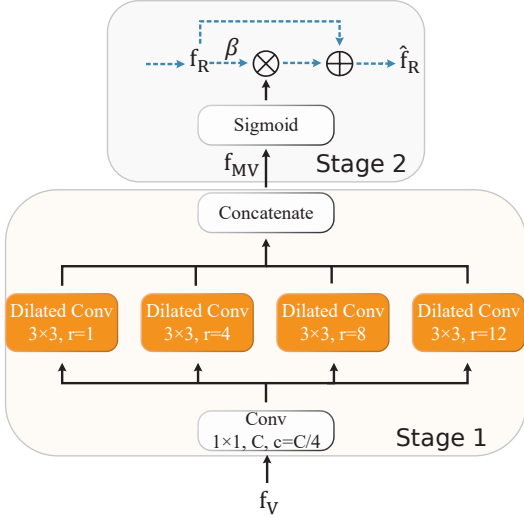 f_R β ⊗ ⊕ f̂_R
Sigmoid
f_MV
Stage 2
Concatenate
Dilated Conv
3×3, r=1
Dilated Conv
3×3, r=4
Dilated Conv
3×3, r=8
Dilated Conv
3×3, r=12
Conv
1×1, C, c=C/4
Stage 1
f_V